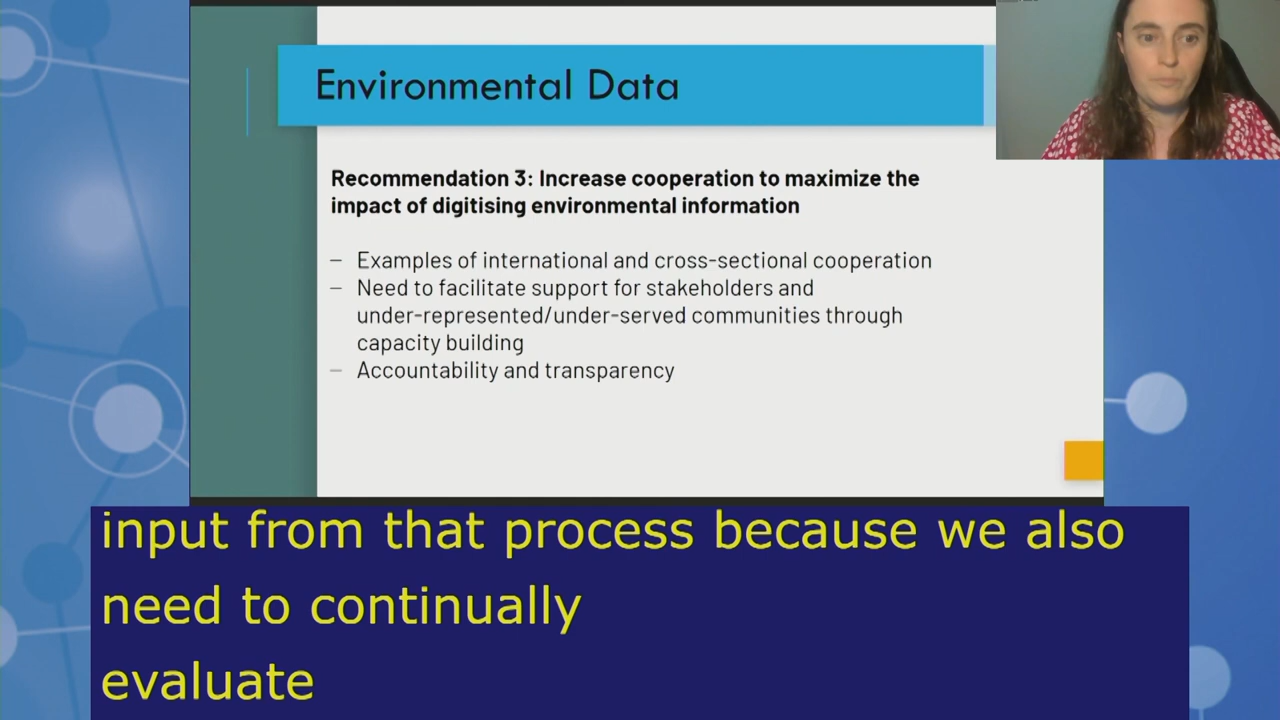 Environmental Data
Recommendation 3: Increase cooperation to maximize the
impact of digitising environmental information
– Examples of international and cross-sectional cooperation
– Need to facilitate support for stakeholders and
under-represented/under-served communities through
capacity building
– Accountability and transparency
input from that process because we also
need to continually
evaluate